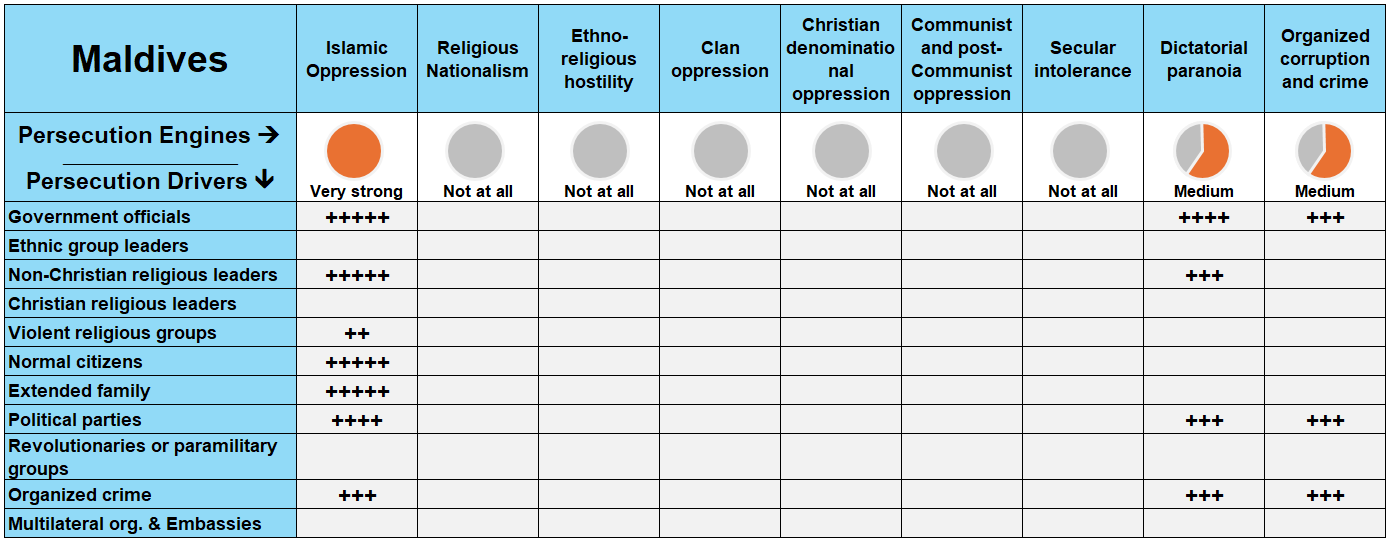 Maldives
Islamic
Oppression
Religious
Nationalism
Ethno-
religious
hostility
Clan
oppression
Christian
denominatio
nal
oppression
Communist
and post-
Communist
oppression
Secular
intolerance
Dictatorial
paranoia
Organized
corruption
and crime
Persecution Engines →
Persecution Drivers ↓
Very strong
Not at all
Not at all
Not at all
Not at all
Not at all
Not at all
Medium
Medium
Government officials +++++ ++++ +++
Ethnic group leaders
Non-Christian religious leaders +++++ +++
Christian religious leaders
Violent religious groups ++
Normal citizens +++++
Extended family +++++
Political parties ++++ +++ +++
Revolutionaries or paramilitary
groups
Organized crime +++ +++ +++
Multilateral org. & Embassies